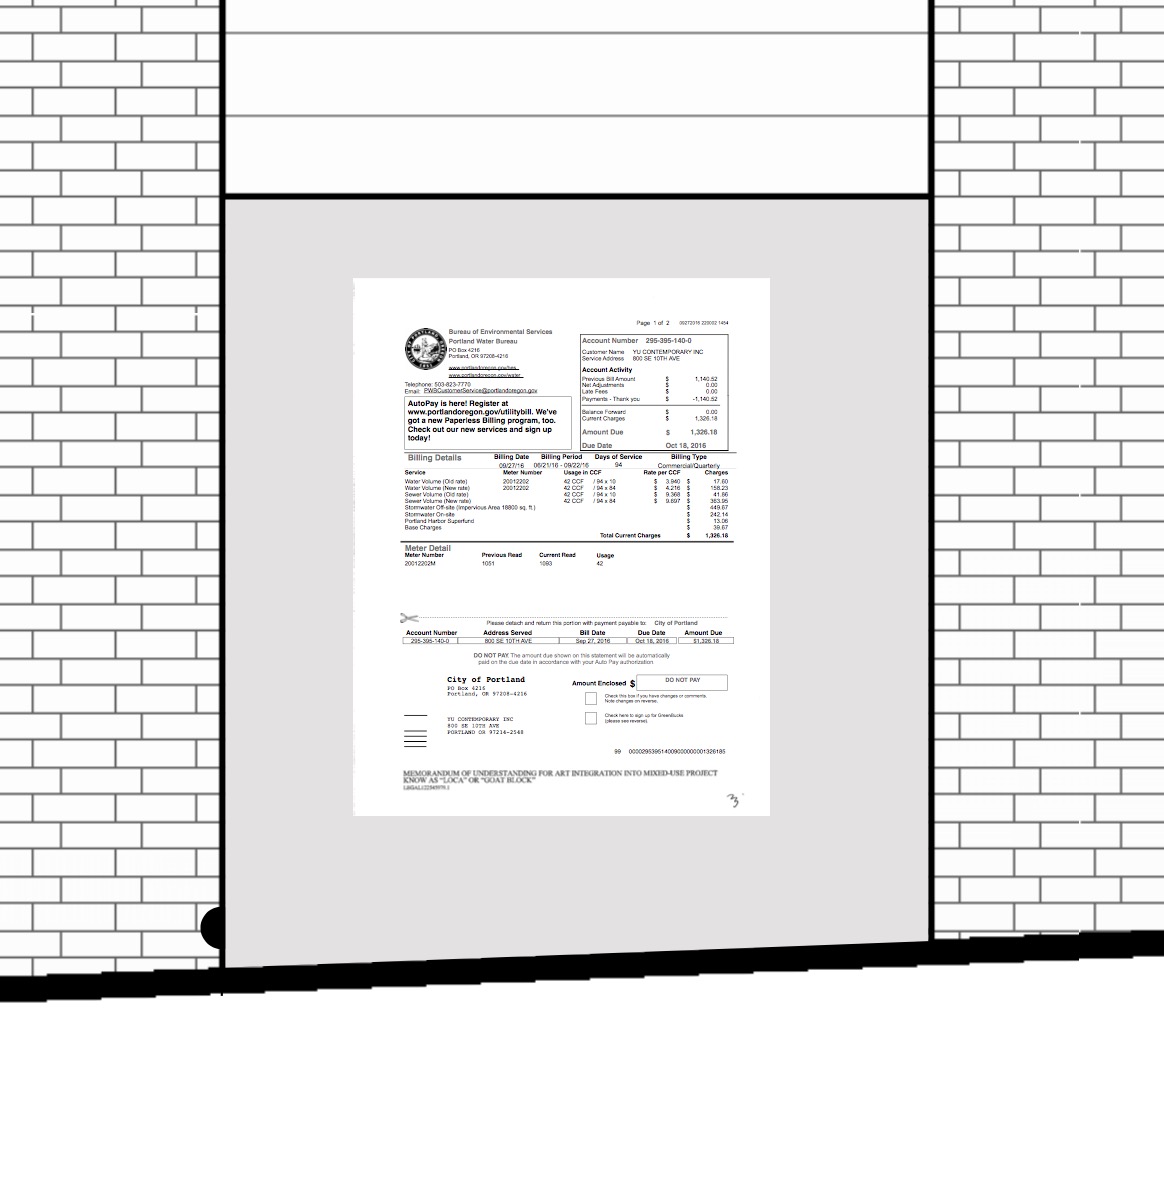 Page 1 of 2 09272016 220002 1454
Bureau of Environmental Services
Portland Water Bureau
PO Box 4216
Portland, OR 97208-4216
www.portlandoregon.gov/bes
www.portlandoregon.gov/water
Telephone: 503-823-7770
Email: PWBCustomerService@portlandoregon.gov
AutoPay is here! Register at
www.portlandoregon.gov/utilitybill. We've
got a new Paperless Billing program, too.
Check out our new services and sign up
today!
Account Number 295-395-140-0
Customer Name YU CONTEMPORARY INC
Service Address 800 SE 10TH AVE
Account Activity
Previous Bill Amount $ 1,140.52
Net Adjustments $ 0.00
Late Fees $ 0.00
Payments - Thank you $ -1,140.52
Balance Forward $ 0.00
Current Charges $ 1,326.18
Amount Due $ 1,326.18
Due Date Oct 18, 2016
Billing Details Billing Date Billing Period Days of Service Billing Type
09/27/16 06/21/16 - 09/22/16 94 Commercial/Quarterly
Service Meter Number Usage in CCF Rate per CCF Charges
Water Volume (Old rate) 20012202 42 CCF / 94 x 10 $ 3.940 $ 17.60
Water Volume (New rate) 20012202 42 CCF / 94 x 84 $ 4.216 $ 158.23
Sewer Volume (Old rate) 42 CCF / 94 x 10 $ 9.368 $ 41.86
Sewer Volume (New rate) 42 CCF / 94 x 84 $ 9.697 $ 363.95
Stormwater Off-site (Impervious Area 18800 sq. ft.) $ 449.67
Stormwater On-site $ 242.14
Portland Harbor Superfund $ 13.06
Base Charges $ 39.67
Total Current Charges $ 1,326.18
Meter Detail
Meter Number Previous Read Current Read Usage
20012202M 1051 1093 42
Please detach and return this portion with payment payable to: City of Portland
Account Number Address Served Bill Date Due Date Amount Due
295-395-140-0 800 SE 10TH AVE Sep 27, 2016 Oct 18, 2016 $1,326.18
DO NOT PAY. The amount due shown on this statement will be automatically
paid on the due date in accordance with your Auto Pay authorization.
City of Portland
PO Box 4216
Portland, OR 97208-4216
Amount Enclosed $ DO NOT PAY
Check this box if you have changes or comments.
Note changes on reverse.
Check here to sign up for GreenBucks
(please see reverse).
YU CONTEMPORARY INC
800 SE 10TH AVE
PORTLAND OR 97214-2548
99 0000295395140090000000001326185
MEMORANDUM OF UNDERSTANDING FOR ART INTEGRATION INTO MIXED-USE PROJECT
KNOW AS "LOCA" OR "GOAT BLOCK"
3